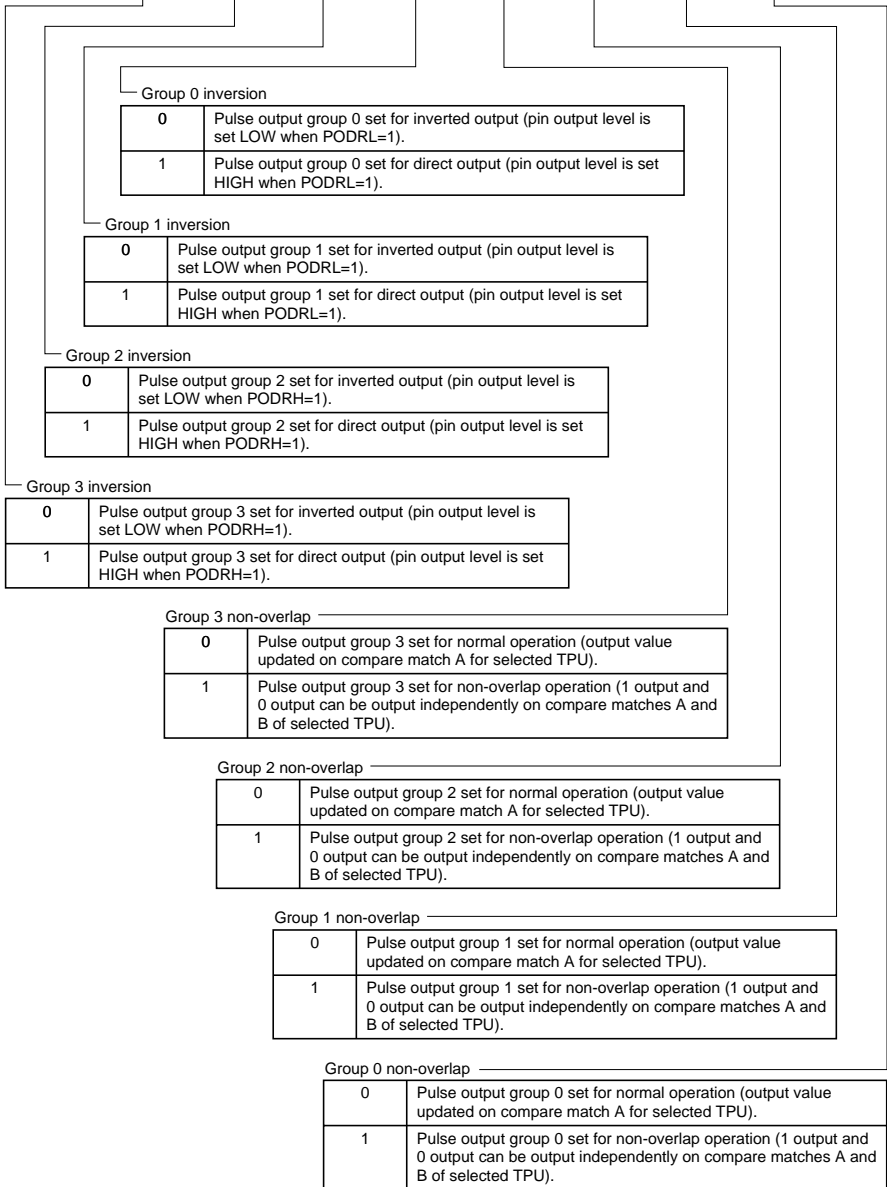 Group 0 inversion
0 Pulse output group 0 set for inverted output (pin output level is
set LOW when PODRL=1).
1 Pulse output group 0 set for direct output (pin output level is set
HIGH when PODRL=1).
Group 1 inversion
0 Pulse output group 1 set for inverted output (pin output level is
set LOW when PODRL=1).
1 Pulse output group 1 set for direct output (pin output level is set
HIGH when PODRL=1).
Group 2 inversion
0 Pulse output group 2 set for inverted output (pin output level is
set LOW when PODRH=1).
1 Pulse output group 2 set for direct output (pin output level is set
HIGH when PODRH=1).
Group 3 inversion
0 Pulse output group 3 set for inverted output (pin output level is
set LOW when PODRH=1).
1 Pulse output group 3 set for direct output (pin output level is set
HIGH when PODRH=1).
Group 3 non-overlap
0 Pulse output group 3 set for normal operation (output value
updated on compare match A for selected TPU).
1 Pulse output group 3 set for non-overlap operation (1 output and
0 output can be output independently on compare matches A and
B of selected TPU).
Group 2 non-overlap
0 Pulse output group 2 set for normal operation (output value
updated on compare match A for selected TPU).
1 Pulse output group 2 set for non-overlap operation (1 output and
0 output can be output independently on compare matches A and
B of selected TPU).
Group 1 non-overlap
0 Pulse output group 1 set for normal operation (output value
updated on compare match A for selected TPU).
1 Pulse output group 1 set for non-overlap operation (1 output and
0 output can be output independently on compare matches A and
B of selected TPU).
Group 0 non-overlap
0 Pulse output group 0 set for normal operation (output value
updated on compare match A for selected TPU).
1 Pulse output group 0 set for non-overlap operation (1 output and
0 output can be output independently on compare matches A and
B of selected TPU).